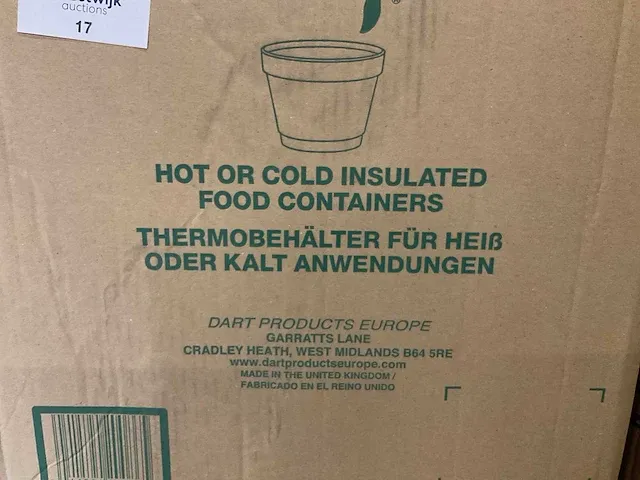 auctions
17
®
HOT OR COLD INSULATED
FOOD CONTAINERS
THERMOBEHÄLTER FÜR HEIß
ODER KALT ANWENDUNGEN
DART PRODUCTS EUROPE
GARRATTS LANE
CRADLEY HEATH, WEST MIDLANDS B64 5RE
www.dartproductseurope.com
MADE IN THE UNITED KINGDOM /
FABRICADO EN EL REINO UNIDO